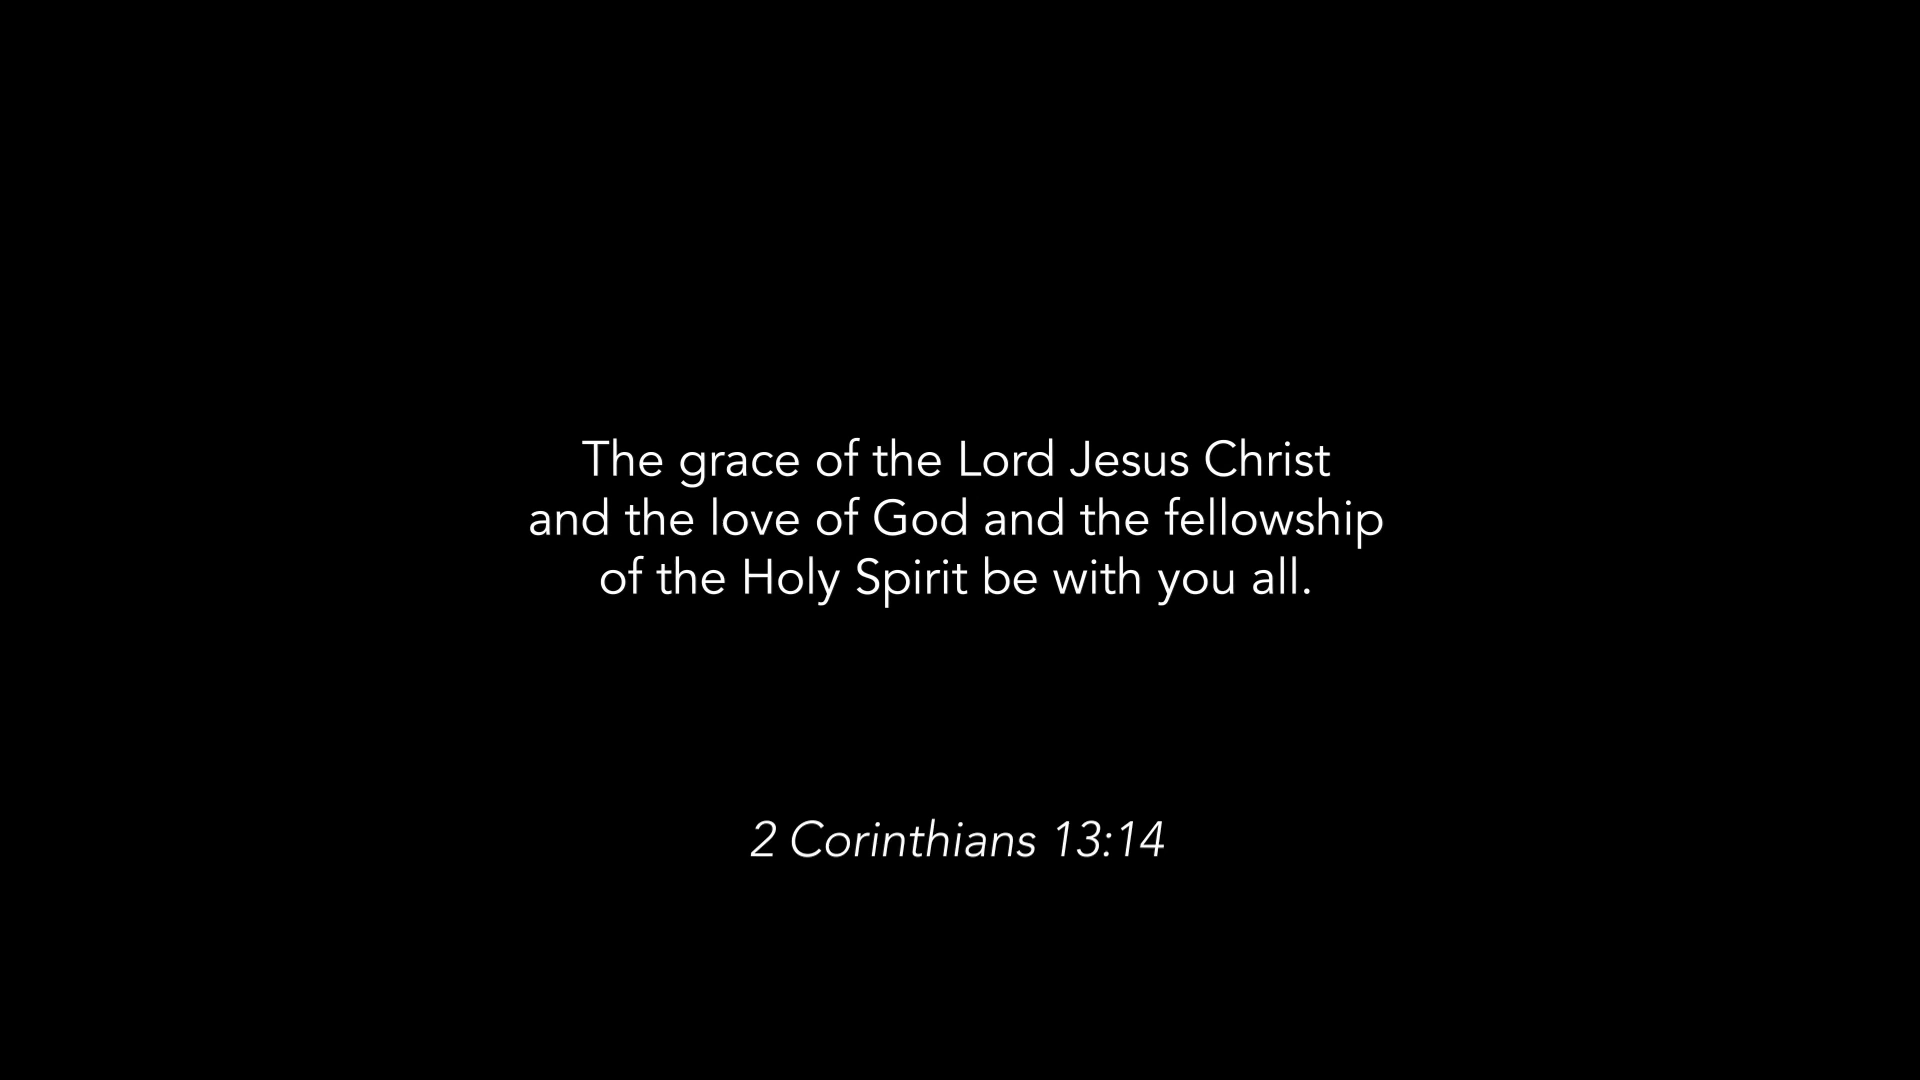 The grace of the Lord Jesus Christ
and the love of God and the fellowship
of the Holy Spirit be with you all.
2 Corinthians 13:14